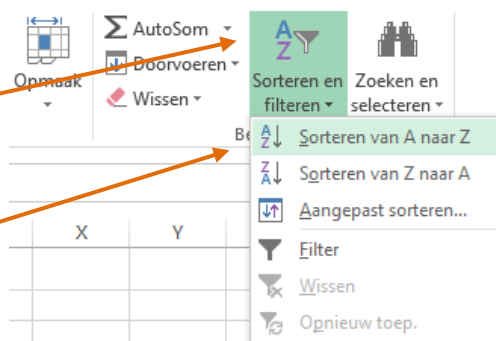 AutoSom
Doorvoeren
Wissen
Opmaak
Sorteren en
filteren
Zoeken en
selecteren
Be
Sorteren van A naar Z
Sorteren van Z naar A
Aangepast sorteren...
Filter
Wissen
Opnieuw toep.
X Y